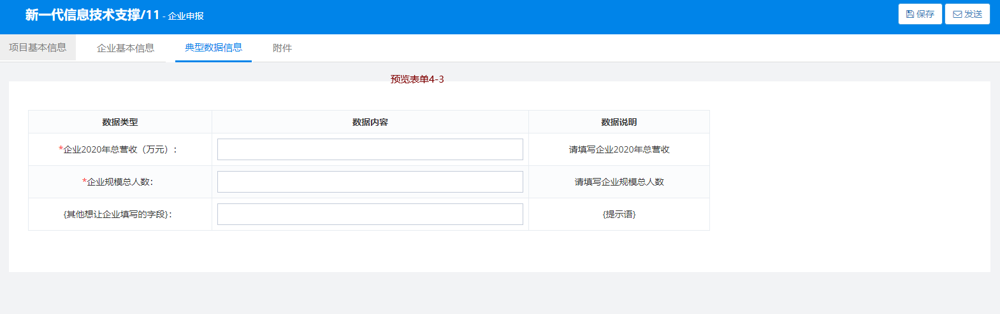 新一代信息技术支撑/11 - 企业申报
保存 发送
项目基本信息 企业基本信息 典型数据信息 附件
预览表单4-3
数据类型 数据内容 数据说明
*企业2020年总营收（万元）： 请填写企业2020年总营收
*企业规模总人数： 请填写企业规模总人数
{其他想让企业填写的字段}： {提示语}